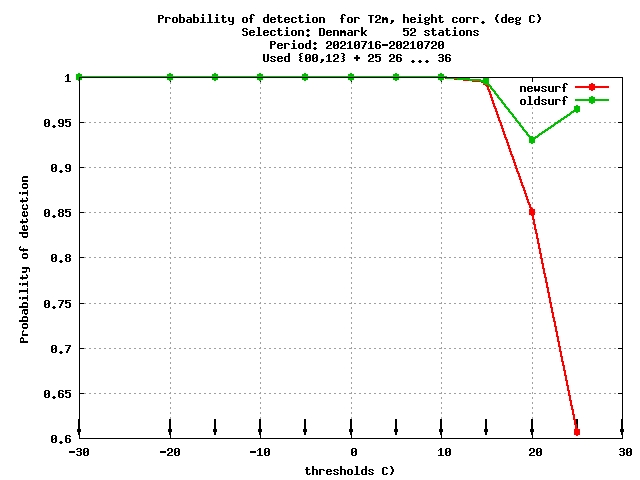 Probability of detection  for T2m, height corr. (deg C)
Selection: Denmark     52 stations
Period: 20210716-20210720
Used {00,12} + 25 26 ... 36
newsurf
oldsurf
Probability of detection
1
0.95
0.9
0.85
0.8
0.75
0.7
0.65
0.6
-30 -20 -10 0 10 20 30
thresholds C)